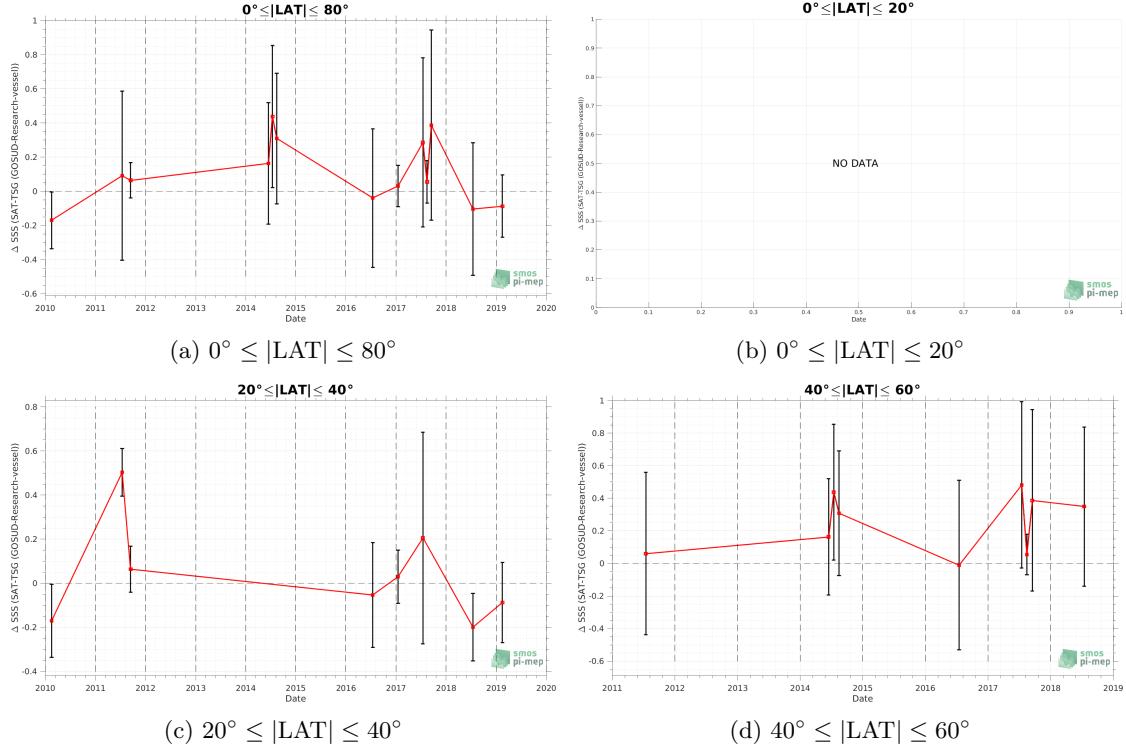 0°≤|LAT|≤ 80°
Δ SSS (SAT-TSG (GOSUD-Research-vessel))
1
0.8
0.6
0.4
0.2
0
-0.2
-0.4
-0.6
2010 2011 2012 2013 2014 2015 2016 2017 2018 2019 2020
Date
smos
pi-mep
(a) 0° ≤ |LAT| ≤ 80°
0°≤|LAT|≤ 20°
Δ SSS (SAT-TSG (GOSUD-Research-vessel))
1
0.9
0.8
0.7
0.6
0.5
0.4
0.3
0.2
0.1
0
NO DATA
0 0.1 0.2 0.3 0.4 0.5 0.6 0.7 0.8 0.9 1
Date
smos
pi-mep
(b) 0° ≤ |LAT| ≤ 20°
20°≤|LAT|≤ 40°
Δ SSS (SAT-TSG (GOSUD-Research-vessel))
0.8
0.6
0.4
0.2
0
-0.2
-0.4
2010 2011 2012 2013 2014 2015 2016 2017 2018 2019 2020
Date
smos
pi-mep
(c) 20° ≤ |LAT| ≤ 40°
40°≤|LAT|≤ 60°
Δ SSS (SAT-TSG (GOSUD-Research-vessel))
1
0.8
0.6
0.4
0.2
0
-0.2
-0.4
-0.6
2011 2012 2013 2014 2015 2016 2017 2018 2019
Date
smos
pi-mep
(d) 40° ≤ |LAT| ≤ 60°